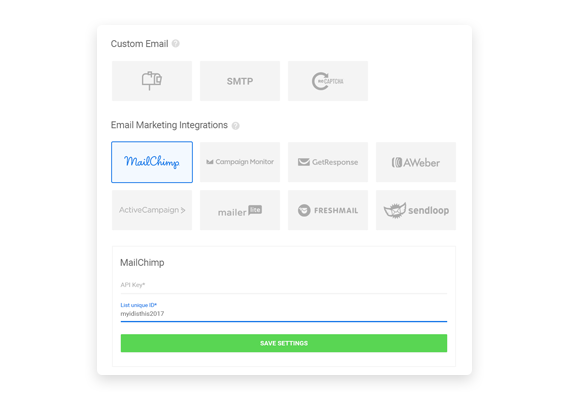 Custom Email ?
SMTP
reCAPTCHA
Email Marketing Integrations ?
MailChimp
Campaign Monitor
GetResponse
AWeber
ActiveCampaign >
mailer lite
FRESHMAIL
sendloop
MailChimp
API Key*
List unique ID*
myidisthis2017
SAVE SETTINGS